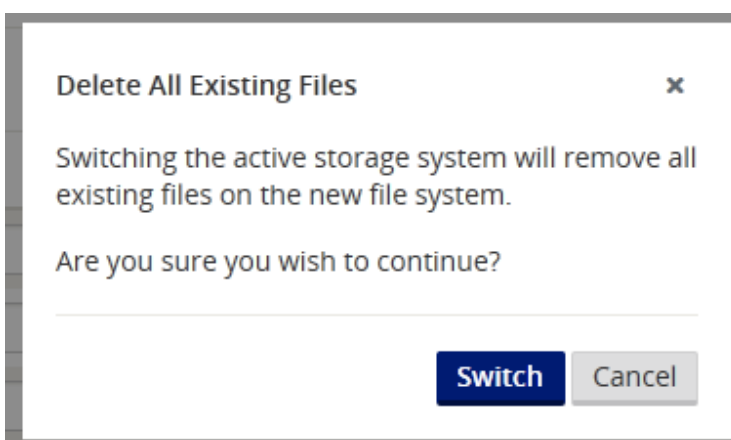 Delete All Existing Files
Switching the active storage system will remove all
existing files on the new file system.
Are you sure you wish to continue?
Switch Cancel